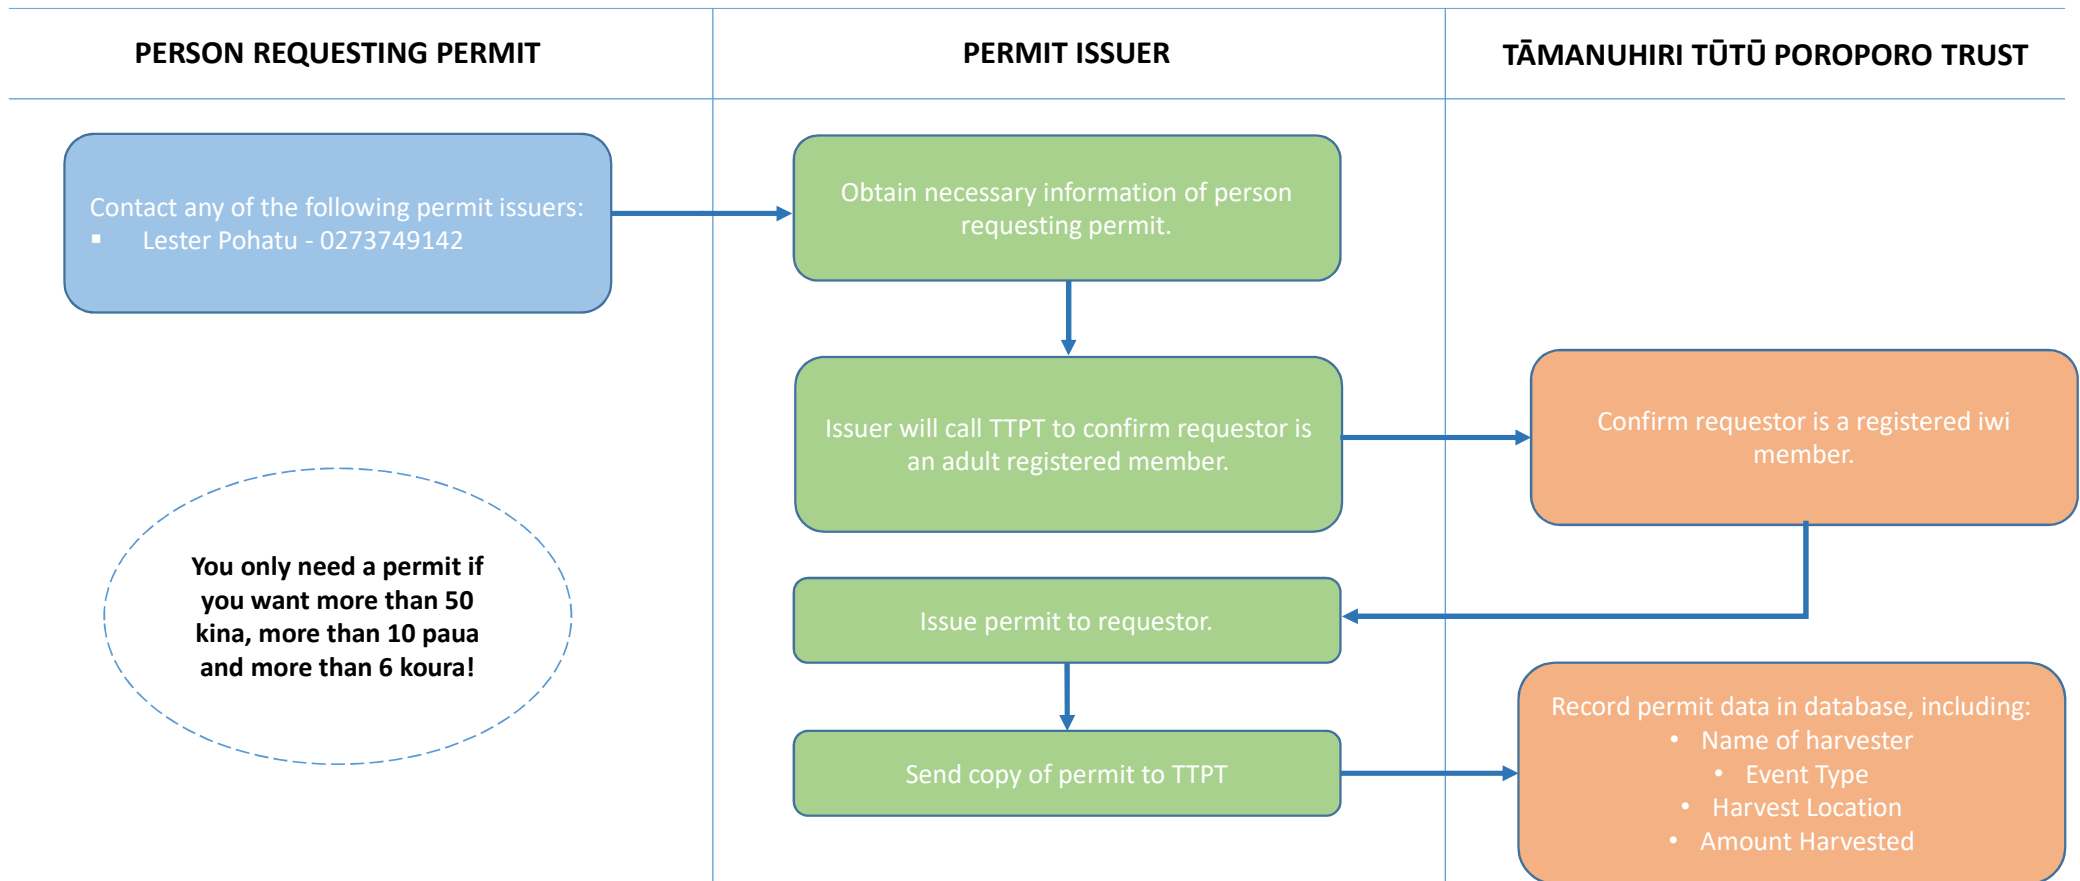 PERSON REQUESTING PERMIT
PERMIT ISSUER
TĀMANUHIRI TŪTŪ POROPORO TRUST
Contact any of the following permit issuers:
▪ Lester Pohatu - 0273749142
Obtain necessary information of person
requesting permit.
Issuer will call TTPT to confirm requestor is
an adult registered member.
Confirm requestor is a registered iwi
member.
You only need a permit if
you want more than 50
kina, more than 10 paua
and more than 6 koura!
Issue permit to requestor.
Send copy of permit to TTPT
Record permit data in database, including:
• Name of harvester
• Event Type
• Harvest Location
• Amount Harvested